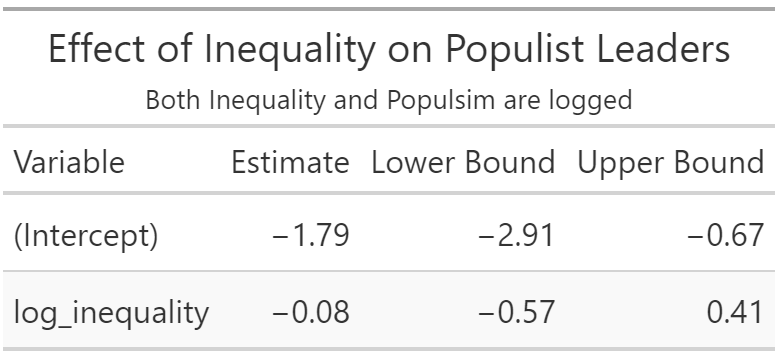 Effect of Inequality on Populist Leaders
Both Inequality and Populsim are logged
Variable Estimate Lower Bound Upper Bound
(Intercept) −1.79 −2.91 −0.67
log_inequality −0.08 −0.57 0.41